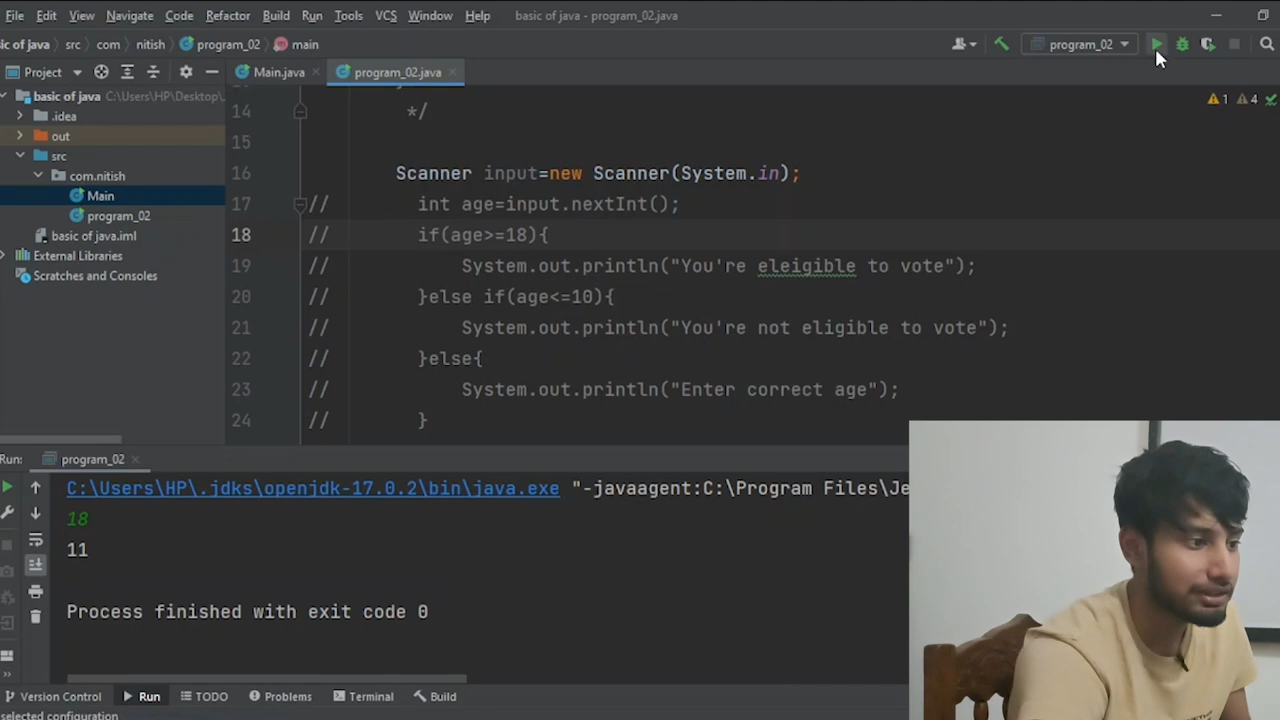 File Edit View Navigate Code Refactor Build Run Tools VCS Window Help basic of java - program_02.java
sic of java src com nitish program_02 main program_02
Project Main.java program_02.java
basic of java C:\Users\HP\Desktop\
.idea
out
src
com.nitish
Main
program_02
basic of java.iml
External Libraries
Scratches and Consoles
1 4
14 */
15
16 Scanner input=new Scanner(System.in);
17 // int age=input.nextInt();
18 // if(age>=18){
19 // System.out.println("You're eleigible to vote");
20 // }else if(age<=10){
21 // System.out.println("You're not eligible to vote");
22 // }else{
23 // System.out.println("Enter correct age");
24 // }
Run: program_02
C:\Users\HP\.jdks\openjdk-17.0.2\bin\java.exe "-javaagent:C:\Program Files\Je
18
11
Process finished with exit code 0
Version Control Run TODO Problems Terminal Build
selected configuration